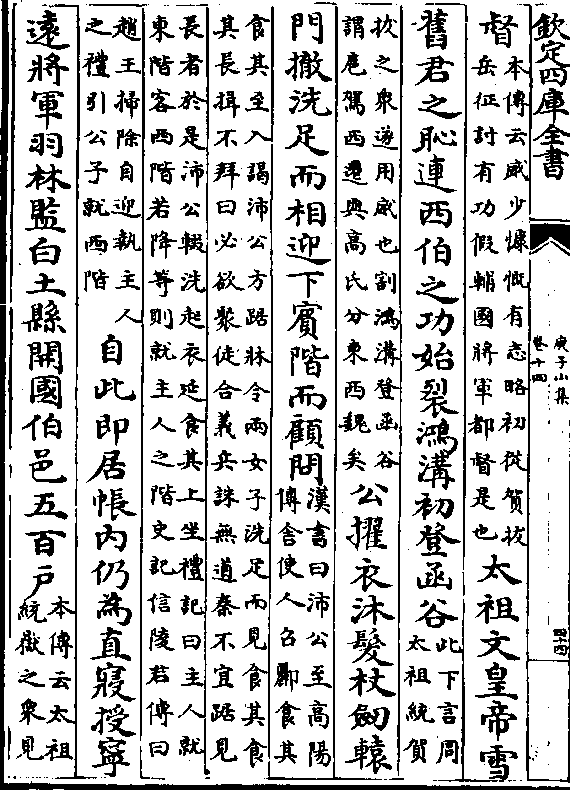 欽定四庫全書
庾子山集
卷十四
四十四
督
本傳云威少慷慨有志略初從賀㧞
岳征討有功假輔國將軍都督是也
太祖文皇帝雪
舊君之恥連西伯之功始裂鴻溝初登函谷
此下言周
太祖統賀
㧞之衆遂用威也割鴻溝登函谷
謂扈駕西遷與高氏分東西魏矣
公擢衣沐髮杖劒轅
門撤洗足而相迎下賓階而顧問
漢書曰沛公至高陽
傳舍使人召酈食其
食其至入謁沛公方踞牀令兩女子洗足而見食其食
其長揖不拜曰必欲聚徒合義兵誅無道秦不宜踞見
長者於是沛公輟洗起衣延食其上坐禮記曰主人就
東階客西階若降等則就主人之階史記信陵君傳曰
趙王掃除自迎執主人
之禮引公子就西階
自此即居帳内仍為直寢授寧
遠將軍羽林監白土縣開國伯邑五百戸
本傳云太祖
統嶽之衆見